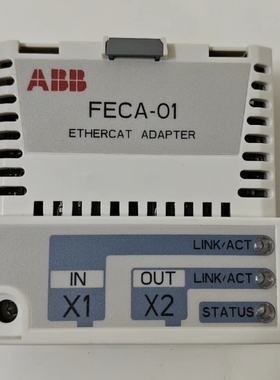 ABB
FECA-01
ETHERCAT ADAPTER
LINK/ACT
IN
OUT
LINK/ACT
X1
X2
STATUS